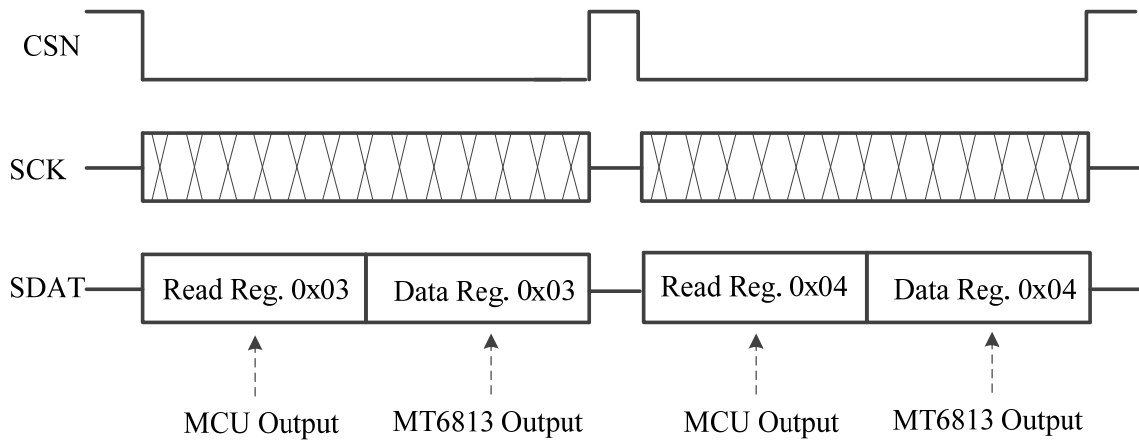 CSN
SCK
SDAT
Read Reg. 0x03
Data Reg. 0x03
Read Reg. 0x04
Data Reg. 0x04
MCU Output
MT6813 Output
MCU Output
MT6813 Output